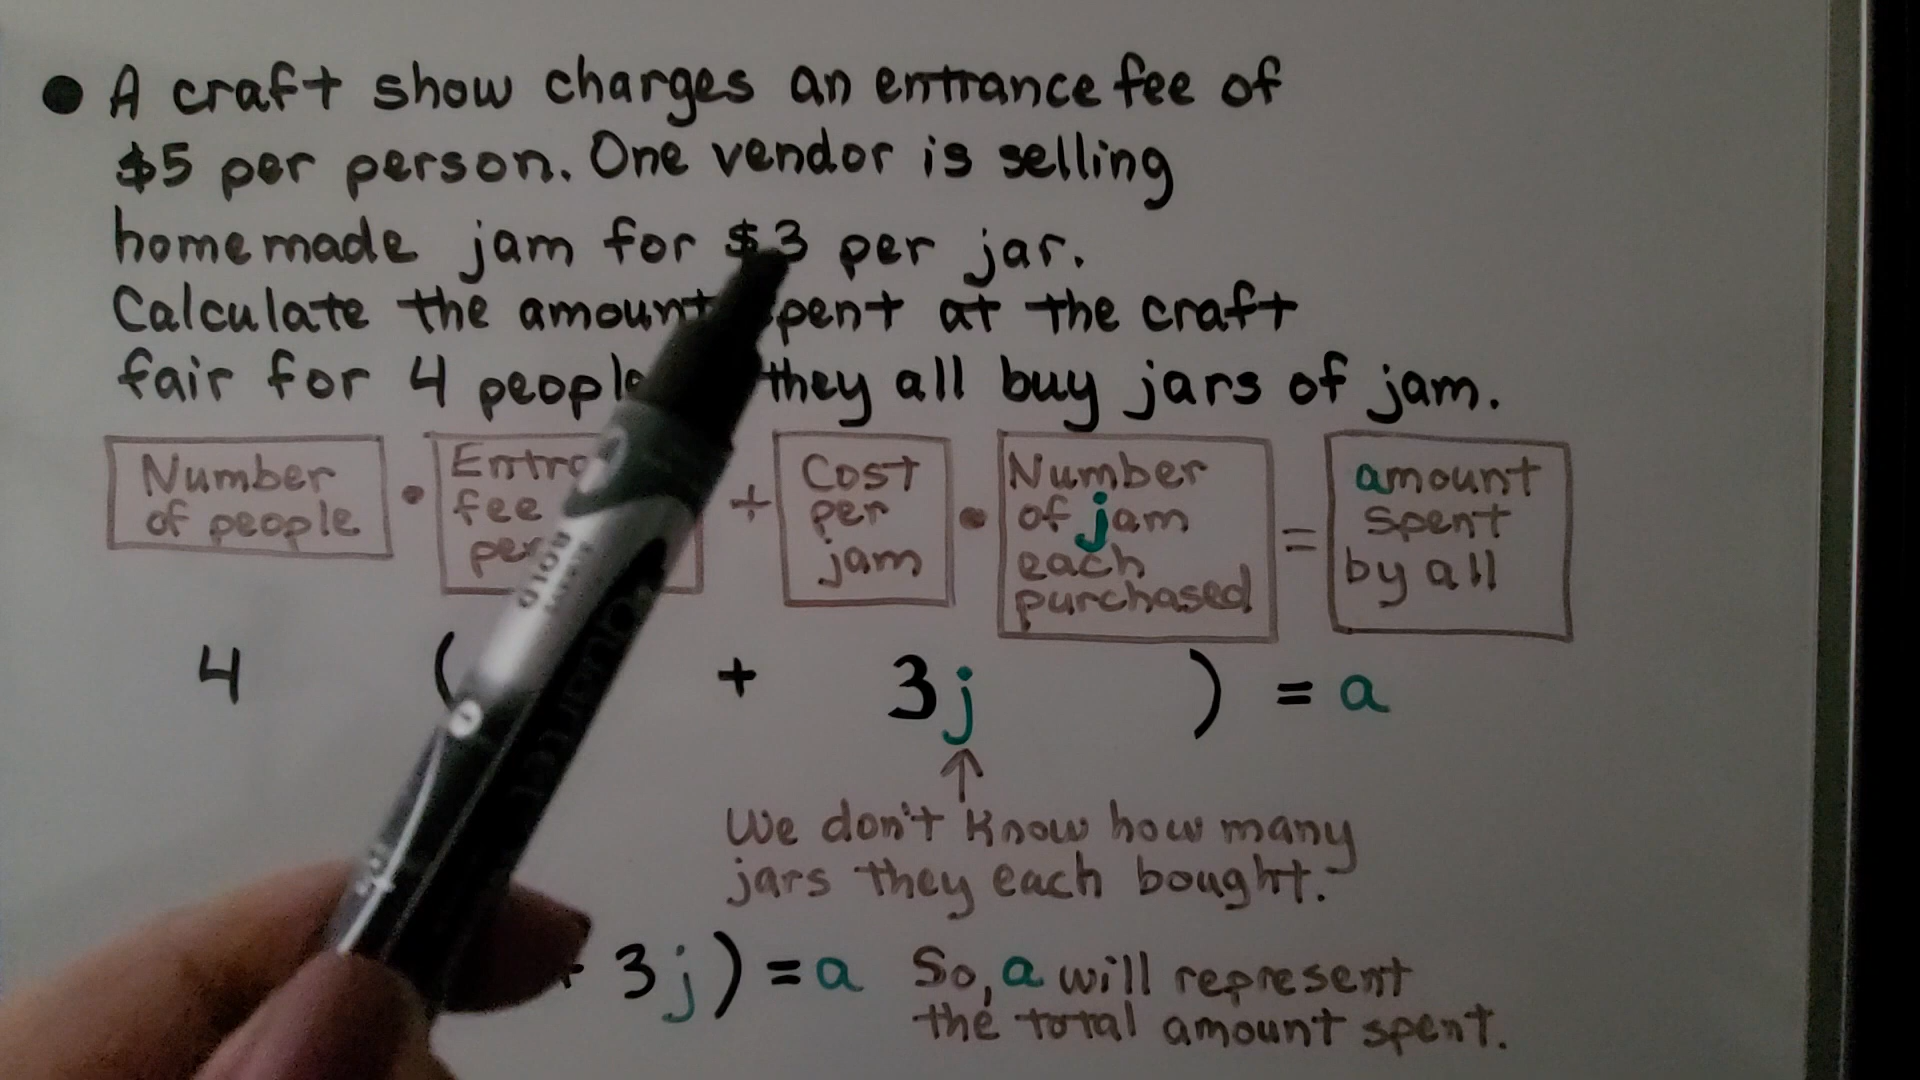 A craft show charges an entrance fee of
$5 per person. One vendor is selling
homemade jam for $3 per jar.
Calculate the amount spent at the craft
fair for 4 people they all buy jars of jam.
Number
of people
•
fee
+
Cost
per
jam
•
Number
of jam
each
purchased
=
amount
spent
by all
4 ( + 3j ) = a
↑
We don't know how many
jars they each bought.
3j) = a So, a will represent
the total amount spent.
BOLD